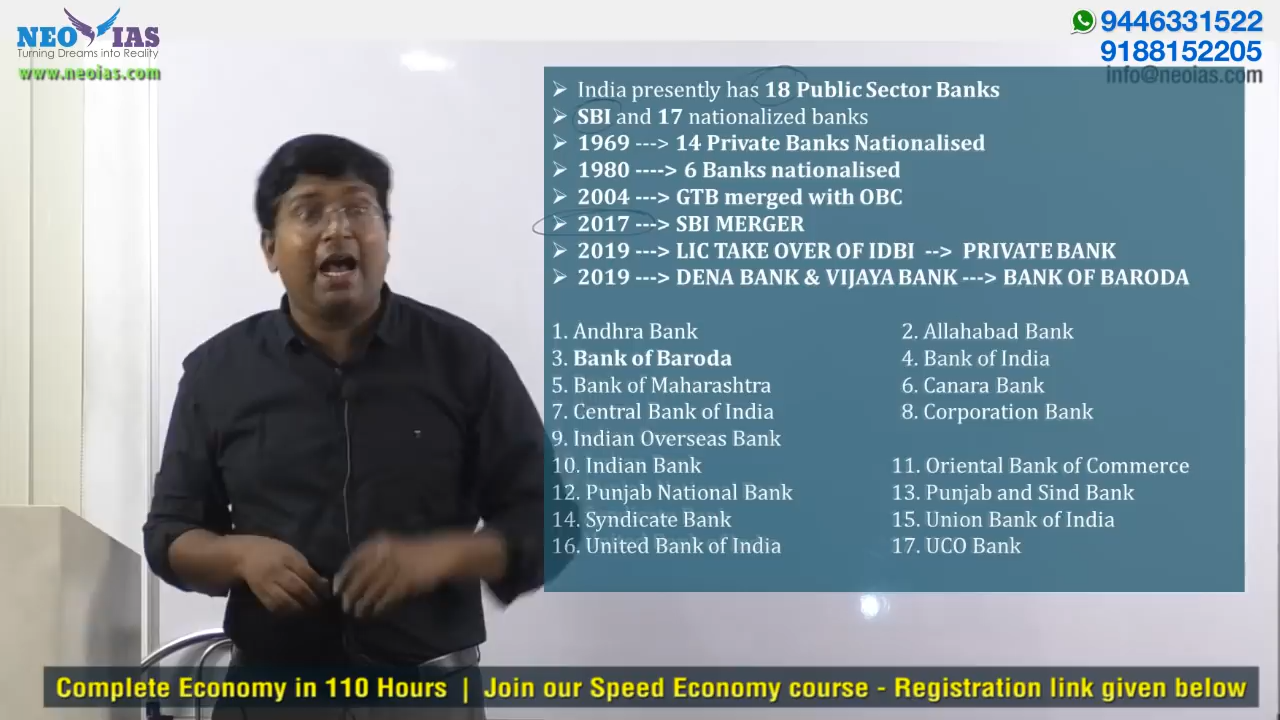 NEO IAS
Turning Dreams into Reality
www.neoias.com
9446331522
9188152205
info@neoias.com
➢ India presently has 18 Public Sector Banks
➢ SBI and 17 nationalized banks
➢ 1969 ---> 14 Private Banks Nationalised
➢ 1980 ----> 6 Banks nationalised
➢ 2004 ---> GTB merged with OBC
➢ 2017 ---> SBI MERGER
➢ 2019 ---> LIC TAKE OVER OF IDBI --> PRIVATE BANK
➢ 2019 ---> DENA BANK & VIJAYA BANK ---> BANK OF BARODA
1. Andhra Bank 2. Allahabad Bank
3. Bank of Baroda 4. Bank of India
5. Bank of Maharashtra 6. Canara Bank
7. Central Bank of India 8. Corporation Bank
9. Indian Overseas Bank
10. Indian Bank 11. Oriental Bank of Commerce
12. Punjab National Bank 13. Punjab and Sind Bank
14. Syndicate Bank 15. Union Bank of India
16. United Bank of India 17. UCO Bank
Complete Economy in 110 Hours | Join our Speed Economy course - Registration link given below